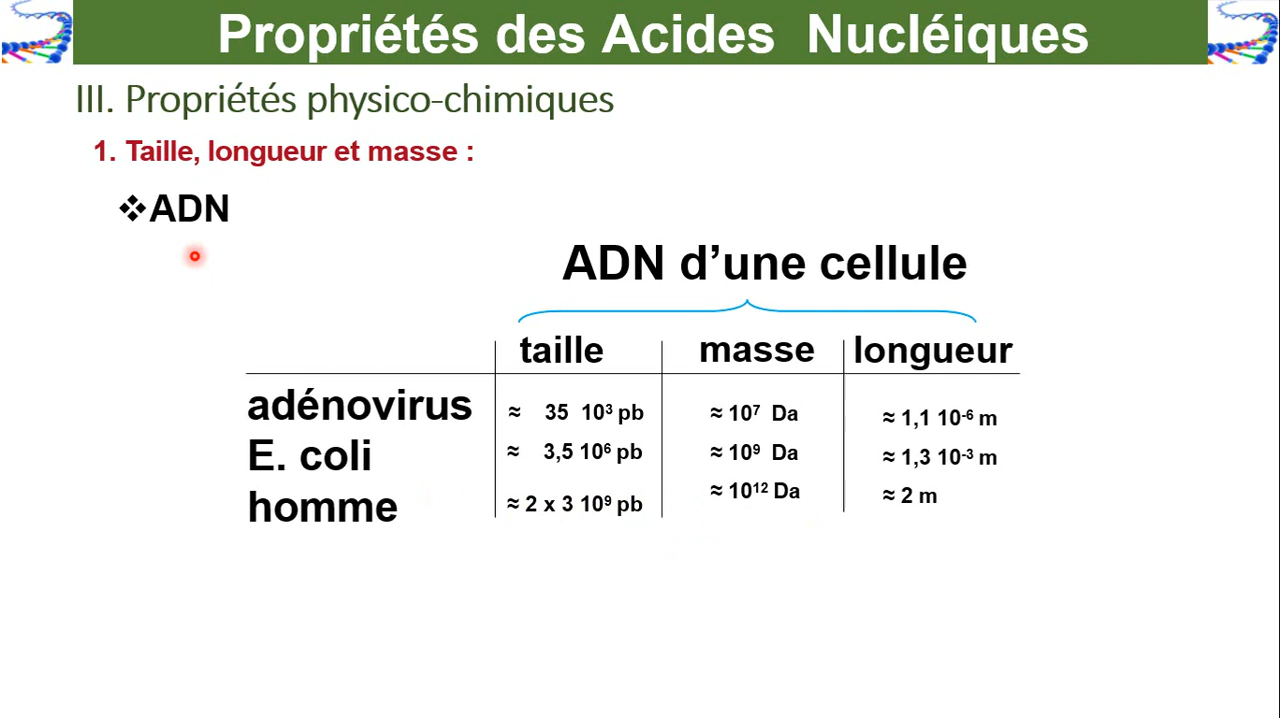 Propriétés des Acides Nucléiques
III. Propriétés physico-chimiques
1. Taille, longueur et masse :
❖ADN
ADN d’une cellule
taille masse longueur
adénovirus ≈ 35 10³ pb ≈ 10⁷ Da ≈ 1,1 10⁻⁶ m
E. coli ≈ 3,5 10⁶ pb ≈ 10⁹ Da ≈ 1,3 10⁻³ m
homme ≈ 2 x 3 10⁹ pb ≈ 10¹² Da ≈ 2 m